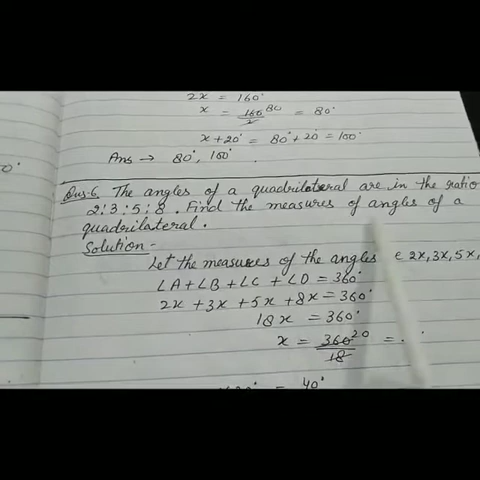 0°
2x = 160°
x = 160 80 / 2 = 80°
x+20° = 80°+20 = 100°
Ans → 80°, 100°.
Qus-6. The angles of a quadrilateral are in the ratio
2:3:5:8. Find the measures of angles of a
quadrilateral.
Solution-
Let the measures of the angles e 2x, 3x, 5x,
∠A + ∠B + ∠C + ∠D = 360°
2x + 3x + 5x + 8x = 360°
18x = 360°
x = 360 20 / 18 =
= 40°